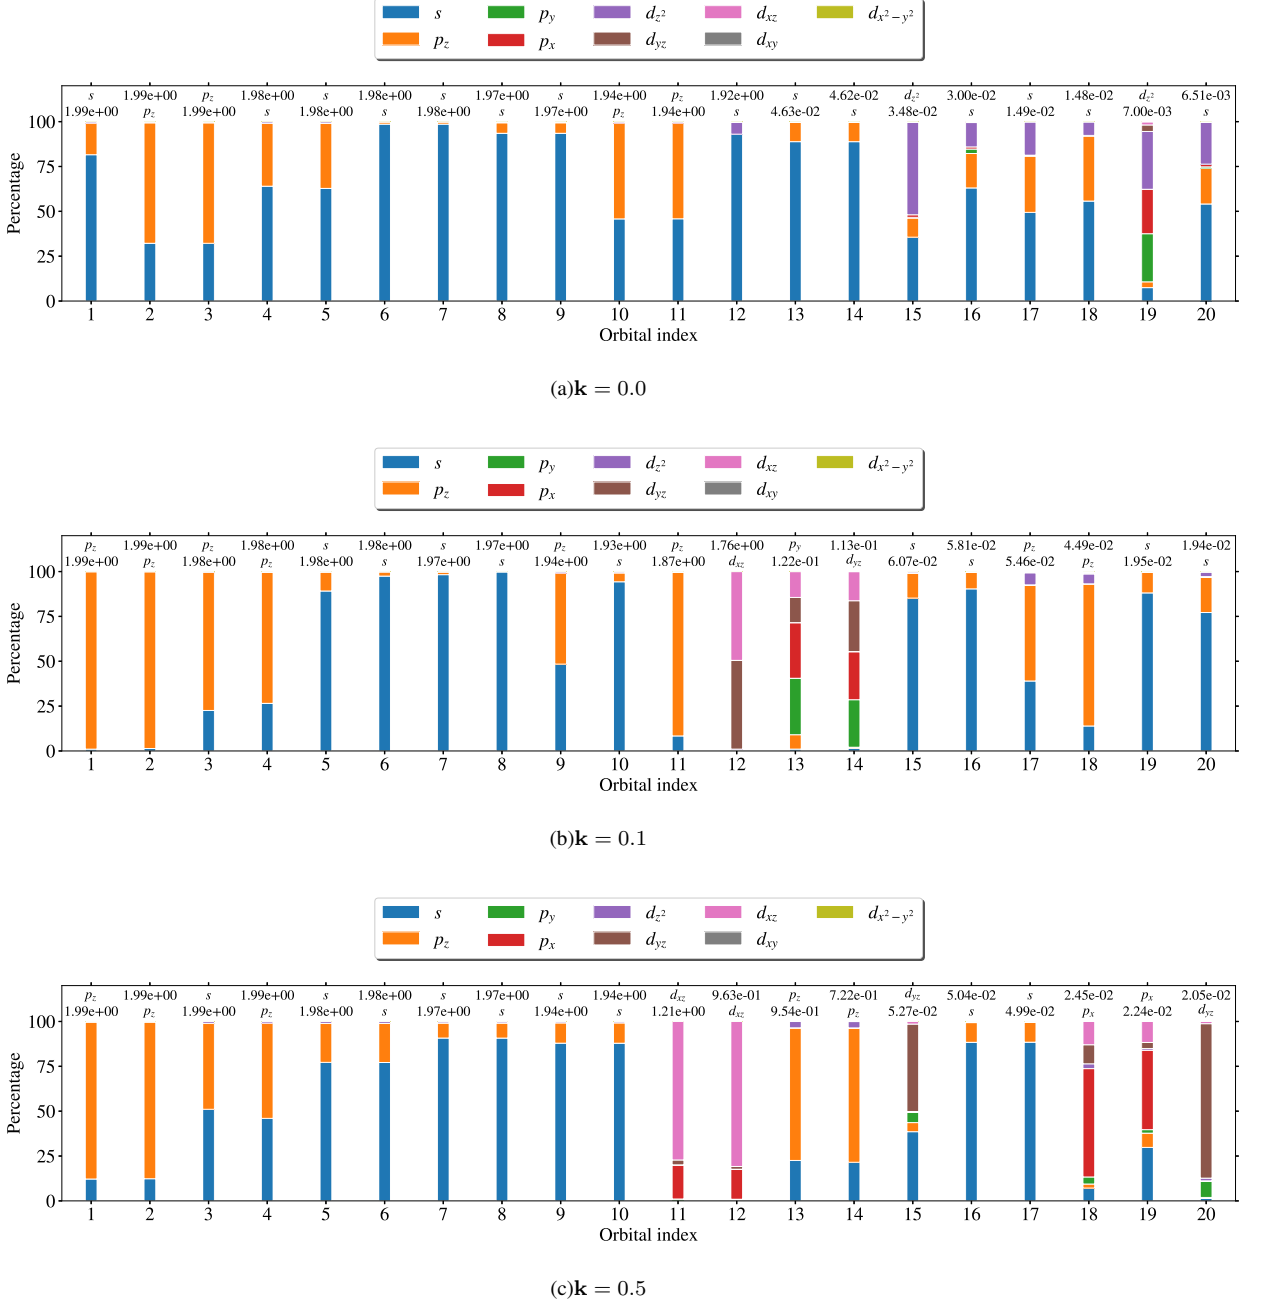 s p_y d_{z^2} d_{xz} d_{x^2-y^2}
p_z p_x d_{yz} d_{xy}
s 1.99e+00 p_z 1.98e+00 s 1.98e+00 s 1.97e+00 s 1.94e+00 p_z 1.92e+00 s 4.62e-02 d_{z^2} 3.00e-02 s 1.48e-02 d_{z^2} 6.51e-03
1.99e+00 p_z 1.99e+00 s 1.98e+00 s 1.98e+00 s 1.97e+00 p_z 1.94e+00 s 4.63e-02 s 3.48e-02 s 1.49e-02 s 7.00e-03 s
100
75
50
25
0
Percentage
1 2 3 4 5 6 7 8 9 10 11 12 13 14 15 16 17 18 19 20
Orbital index
(a)k = 0.0
s p_y d_{z^2} d_{xz} d_{x^2-y^2}
p_z p_x d_{yz} d_{xy}
p_z 1.99e+00 p_z 1.98e+00 s 1.98e+00 s 1.97e+00 p_z 1.93e+00 p_z 1.76e+00 p_y 1.13e-01 s 5.81e-02 p_z 4.49e-02 s 1.94e-02
1.99e+00 p_z 1.98e+00 p_z 1.98e+00 s 1.97e+00 s 1.94e+00 s 1.87e+00 d_{xz} 1.22e-01 d_{yz} 6.07e-02 s 5.46e-02 p_z 1.95e-02 s
100
75
50
25
0
Percentage
1 2 3 4 5 6 7 8 9 10 11 12 13 14 15 16 17 18 19 20
Orbital index
(b)k = 0.1
s p_y d_{z^2} d_{xz} d_{x^2-y^2}
p_z p_x d_{yz} d_{xy}
p_z 1.99e+00 s 1.99e+00 s 1.98e+00 s 1.97e+00 s 1.94e+00 d_{xz} 9.63e-01 p_z 7.22e-01 d_{yz} 5.04e-02 s 2.45e-02 p_x 2.05e-02
1.99e+00 p_z 1.99e+00 p_z 1.98e+00 s 1.97e+00 s 1.94e+00 s 1.21e+00 d_{xz} 9.54e-01 p_z 5.27e-02 s 4.99e-02 p_x 2.24e-02 d_{yz}
100
75
50
25
0
Percentage
1 2 3 4 5 6 7 8 9 10 11 12 13 14 15 16 17 18 19 20
Orbital index
(c)k = 0.5